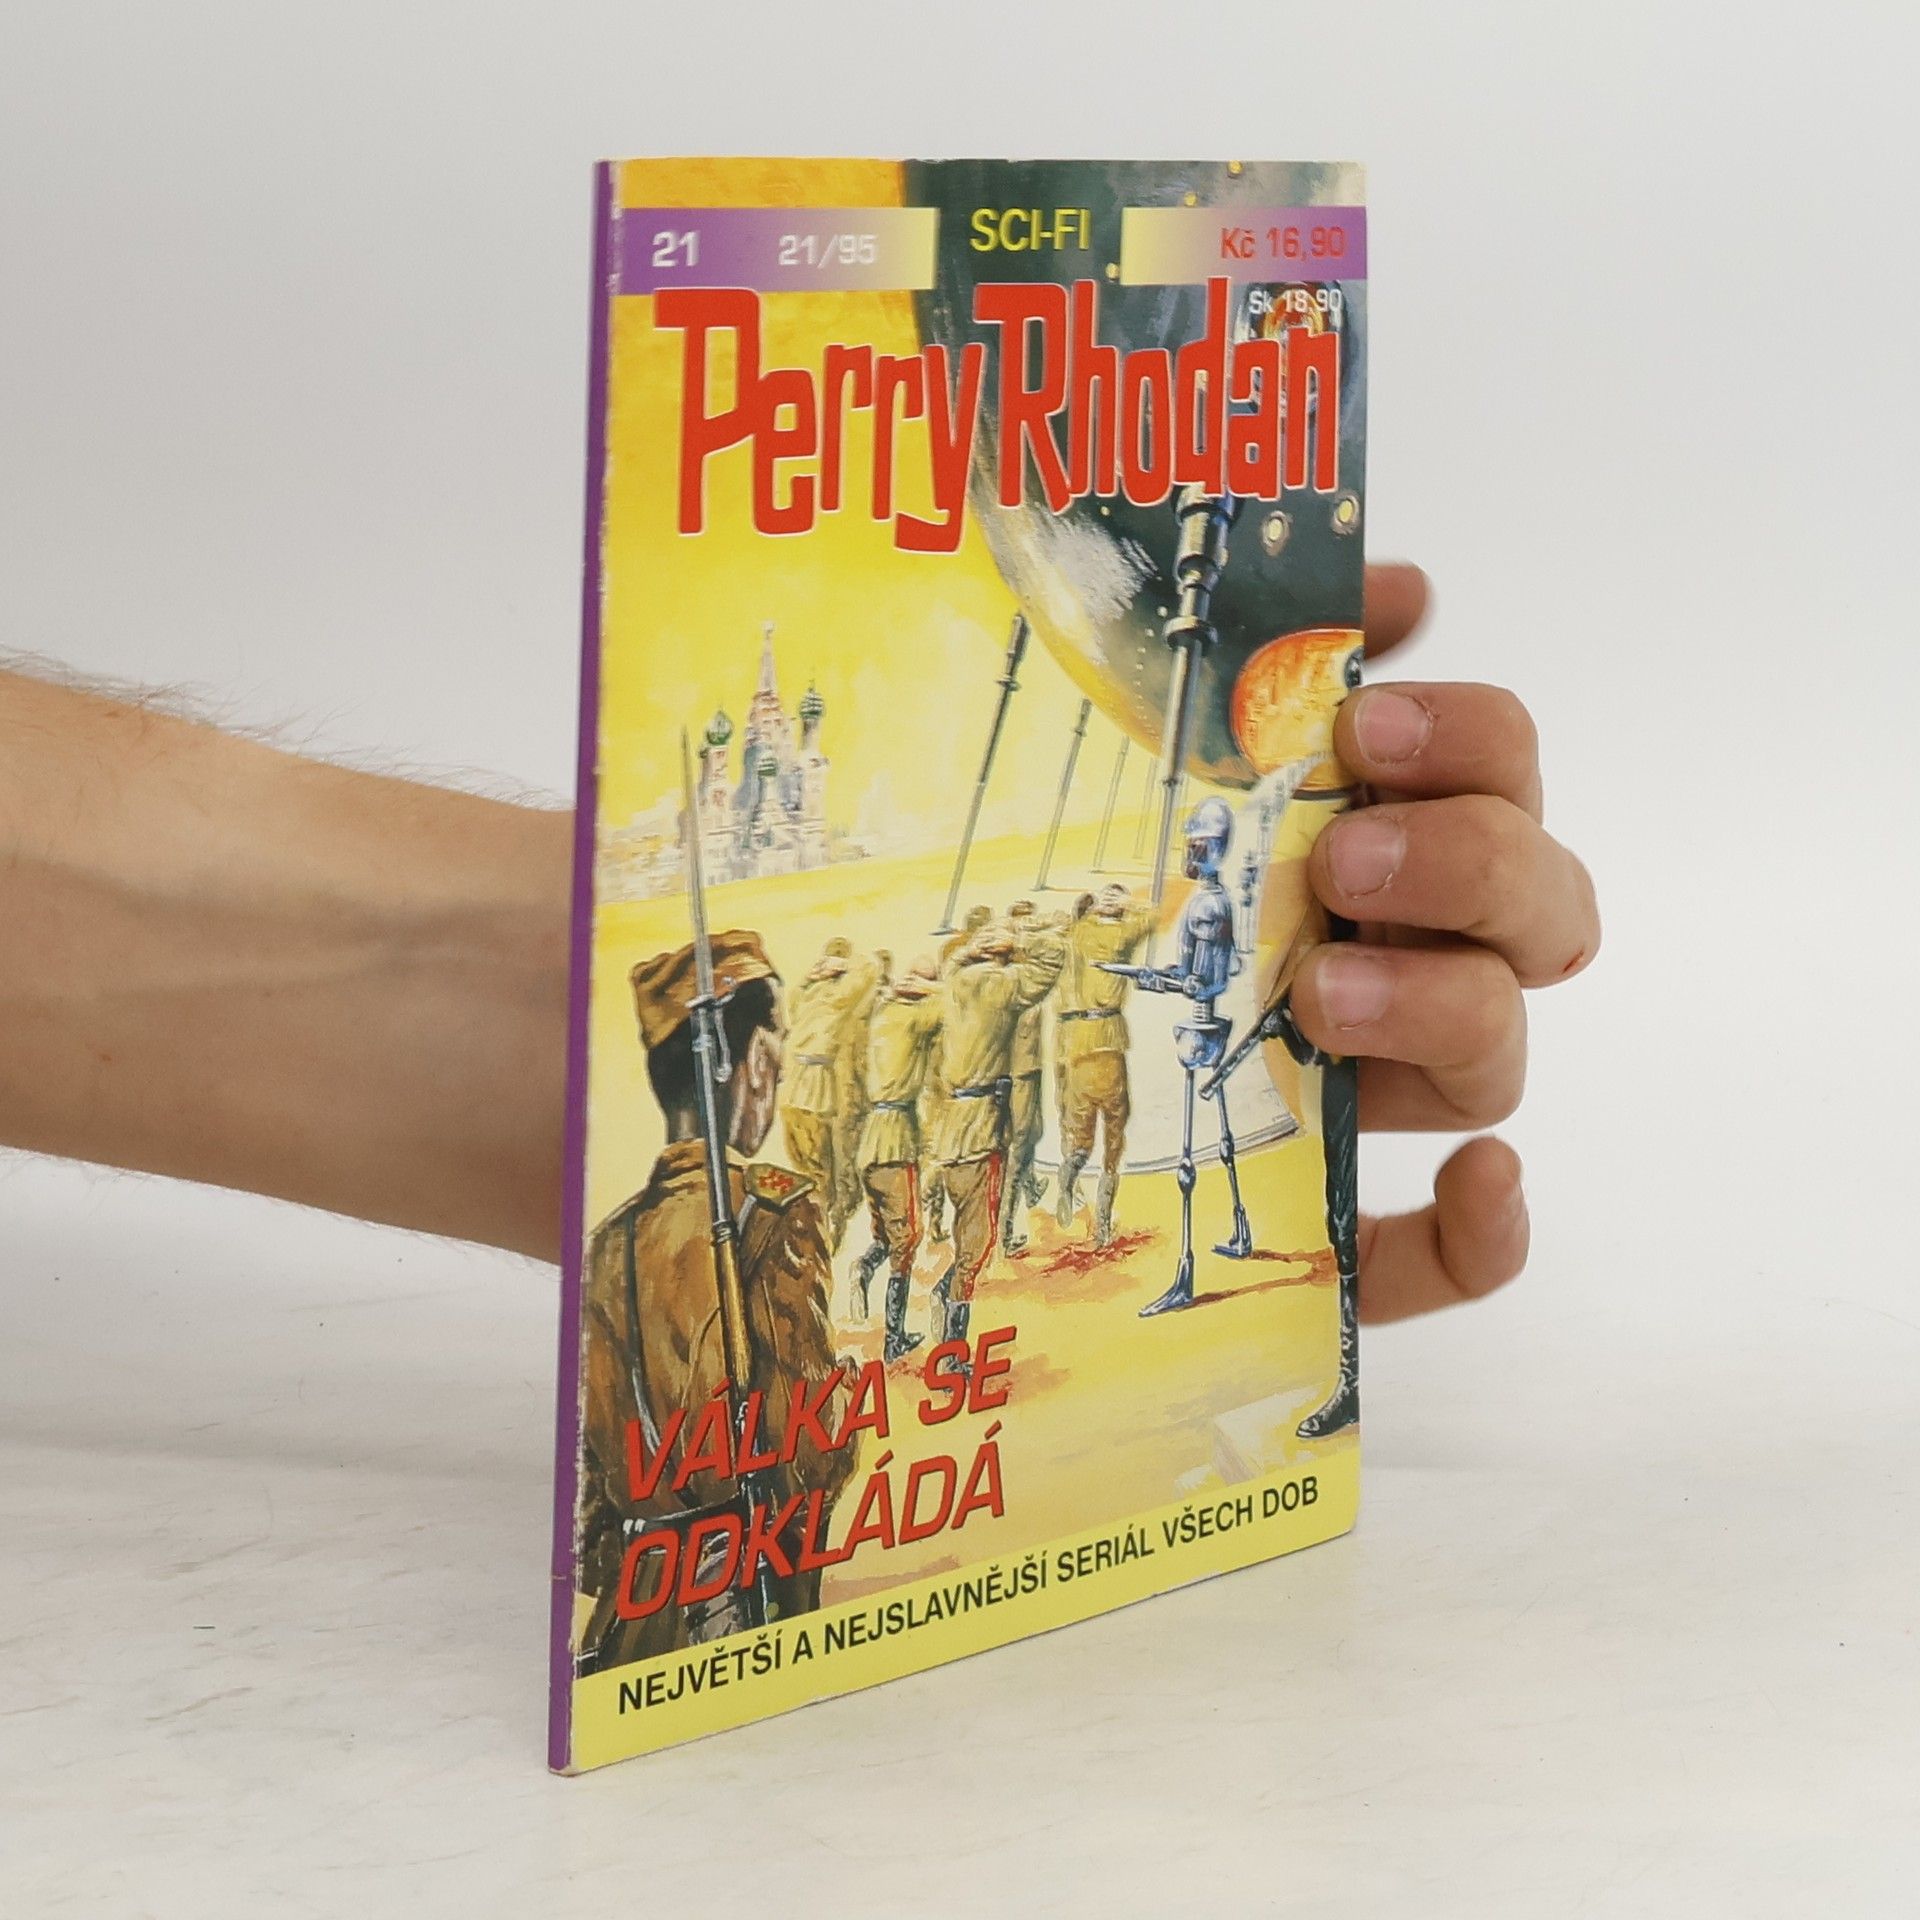 21 21/95 SCI-FI Kč 16,90
Sk 18,90
Perry Rhodan
VÁLKA SE
ODKLÁDÁ
NEJVĚTŠÍ A NEJSLAVNĚJŠÍ SERIÁL VŠECH DOB